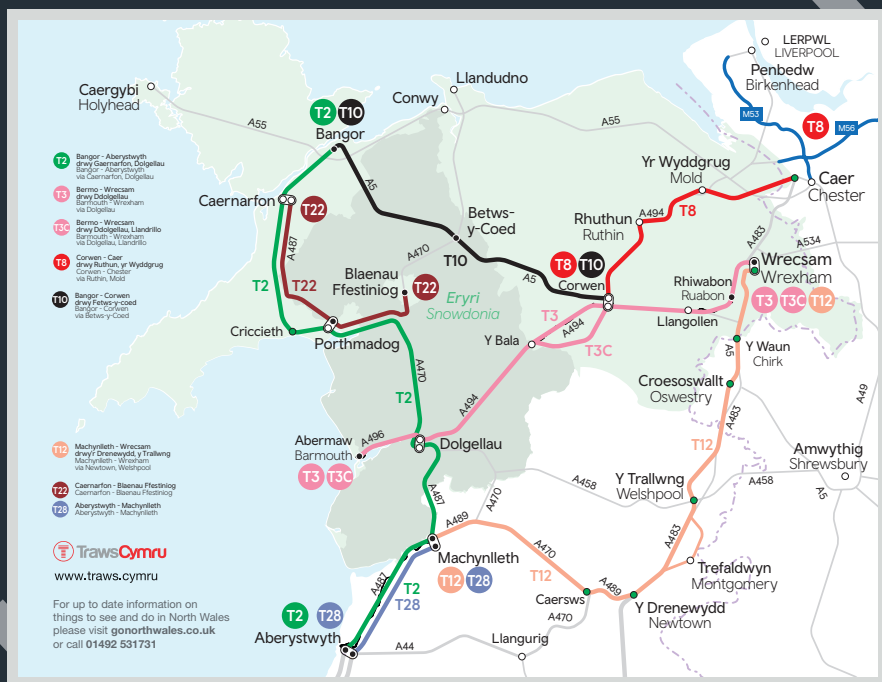 LERPWL
LIVERPOOL
Penbedw
Birkenhead
Caergybi
Holyhead
Llandudno
Conwy
A55
A55
M53
M56
T8
T2
T10
Bangor
Yr Wyddgrug
Mold
Caer
Chester
T2
Bangor - Aberystwyth
drwy Gaernarfon, Dolgellau
Bangor - Aberystwyth
via Caernarfon, Dolgellau
T3
Bermo - Wrecsam
drwy Ddolgellau
Barmouth - Wrexham
via Dolgellau
T3C
Bermo - Wrecsam
drwy Ddolgellau, Llandrillo
Barmouth - Wrexham
via Dolgellau, Llandrillo
T8
Corwen - Caer
drwy Ruthun, yr Wyddgrug
Corwen - Chester
via Ruthin, Mold
T10
Bangor - Corwen
drwy Fetws-y-coed
Bangor - Corwen
via Betws-y-Coed
Caernarfon
T22
A5
Betws-
y-Coed
Rhuthun
Ruthin
A494
T8
A483
A534
A487
A470
T10
T8
T10
Corwen
A5
Wrecsam
Wrexham
T3
T3C
T12
Rhiwabon
Ruabon
T2
T22
Blaenau
Ffestiniog
T22
Eryri
Snowdonia
Criccieth
Porthmadog
T3
A494
T3C
Y Bala
Llangollen
A5
Y Waun
Chirk
A470
T2
A494
Croesoswallt
Oswestry
A483
A49
Abermaw
Barmouth
A496
T3
T3C
Dolgellau
T12
Amwythig
Shrewsbury
A458
A5
Machynlleth - Wrecsam
drwy'r Drenewydd, y Trallwng
Machynlleth - Wrexham
via Newtown, Welshpool
T12
T22
Caernarfon - Blaenau Ffestiniog
Caernarfon - Blaenau Ffestiniog
T28
Aberystwyth - Machynlleth
Aberystwyth - Machynlleth
A487
A470
A458
Y Trallwng
Welshpool
A489
A470
A483
T TrawsCymru
www.traws.cymru
Machynlleth
T12
T28
T12
Trefaldwyn
Montgomery
A487
T2
T28
Caersws
A489
Y Drenewydd
Newtown
For up to date information on
things to see and do in North Wales
please visit gonorthwales.co.uk
or call 01492 531731
T2
T28
Aberystwyth
A44
A470
Llangurig